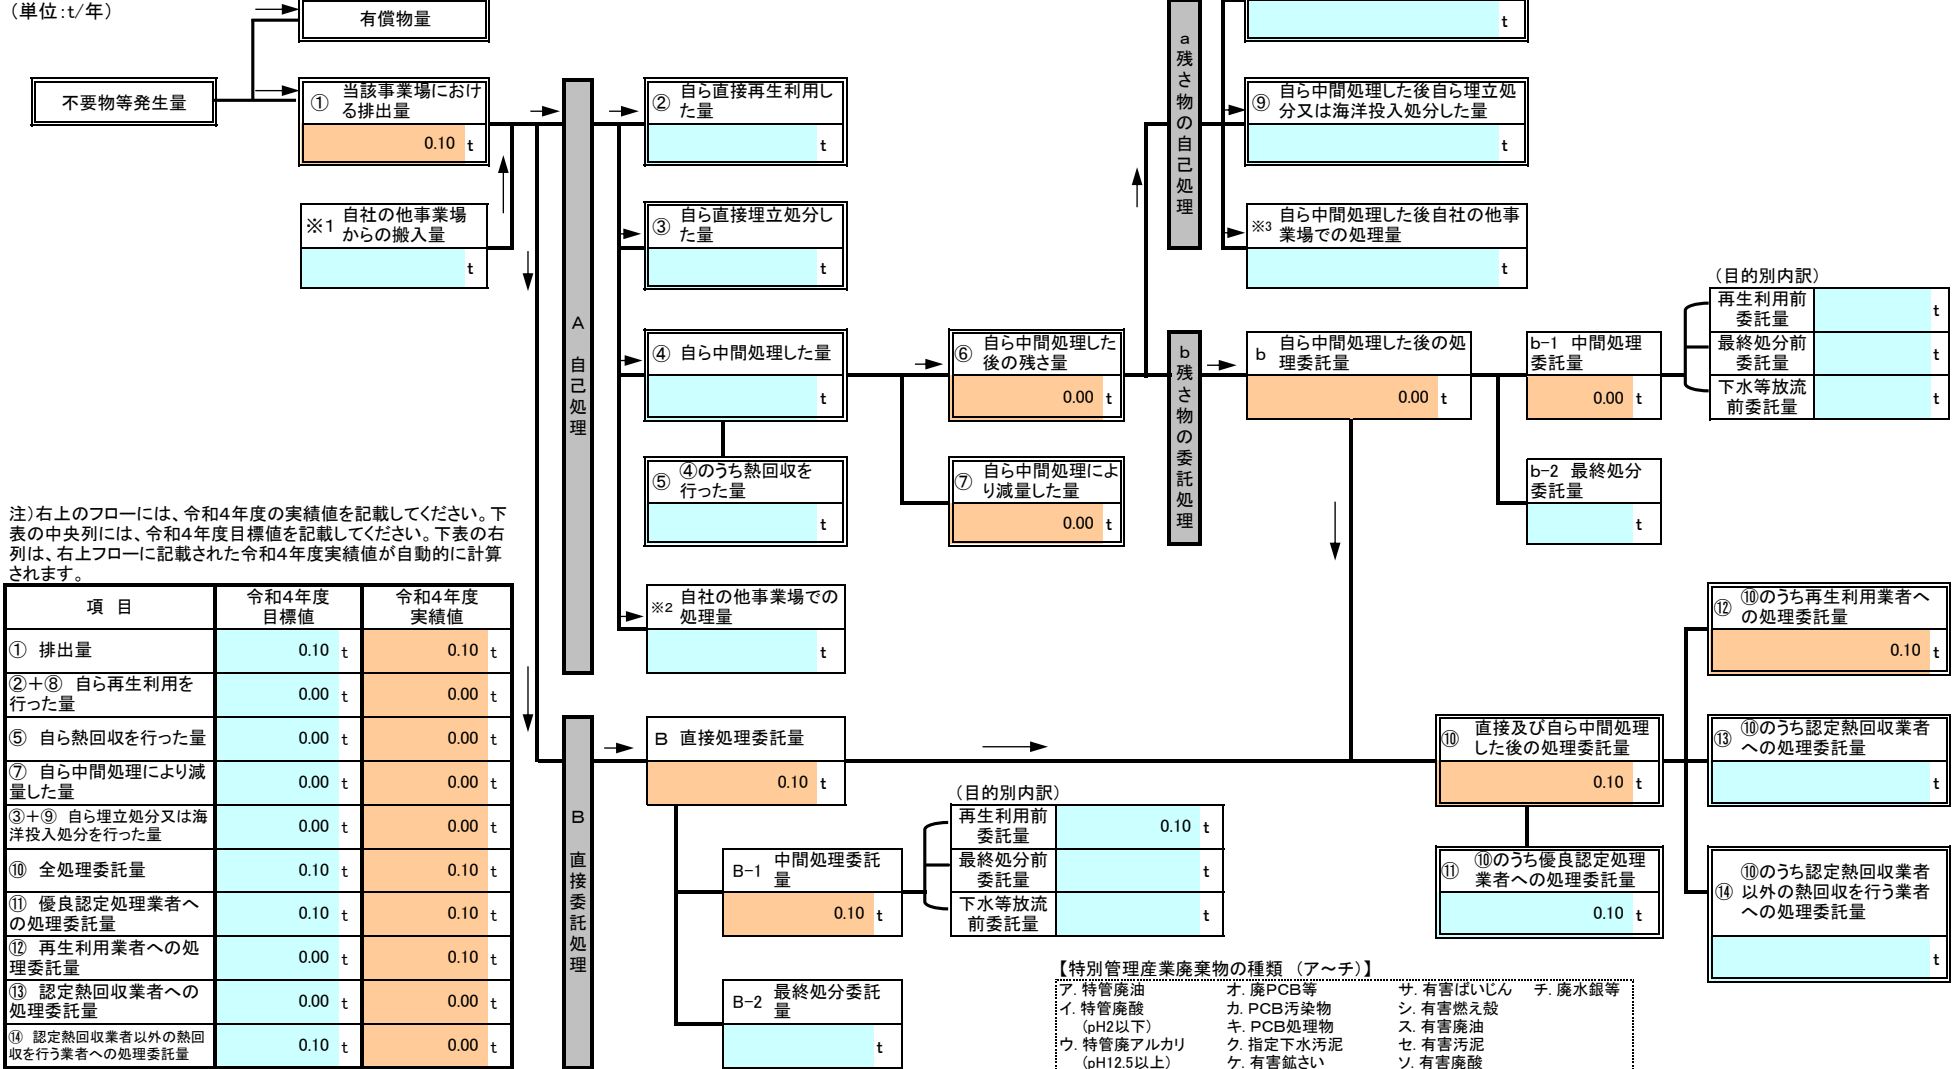 （単位:t/年）
有償物量
t
不要物等発生量
① 当該事業場におけ
る排出量
0.10 t
※1 自社の他事業場
からの搬入量
t
A 自己処理
② 自ら直接再生利用し
た量
t
③ 自ら直接埋立処分し
た量
t
④ 自ら中間処理した量
t
⑤ ④のうち熱回収を
行った量
t
※2 自社の他事業場での
処理量
t
⑥ 自ら中間処理した
後の残さ量
0.00 t
⑦ 自ら中間処理によ
り減量した量
0.00 t
a残さ物の自己処理
⑨ 自ら中間処理した後自ら埋立処
分又は海洋投入処分した量
t
※3 自ら中間処理した後自社の他事
業場での処理量
t
b残さ物の委託処理
b 自ら中間処理した後の処
理委託量
0.00 t
b-1 中間処理
委託量
0.00 t
b-2 最終処分
委託量
t
（目的別内訳）
再生利用前
委託量
t
最終処分前
委託量
t
下水等放流
前委託量
t
注）右上のフローには、令和4年度の実績値を記載してください。下
表の中央列には、令和4年度目標値を記載してください。下表の右
列は、右上フローに記載された令和4年度実績値が自動的に計算
されます。
項 目 令和4年度
目標値 令和4年度
実績値
① 排出量 0.10 t 0.10 t
②＋⑧ 自ら再生利用を
行った量 0.00 t 0.00 t
⑤ 自ら熱回収を行った量 0.00 t 0.00 t
⑦ 自ら中間処理により減
量した量 0.00 t 0.00 t
③＋⑨ 自ら埋立処分又は海
洋投入処分を行った量 0.00 t 0.00 t
⑩ 全処理委託量 0.10 t 0.10 t
⑪ 優良認定処理業者へ
の処理委託量 0.10 t 0.10 t
⑫ 再生利用業者への処
理委託量 0.00 t 0.10 t
⑬ 認定熱回収業者への
処理委託量 0.00 t 0.00 t
⑭ 認定熱回収業者以外の熱回
収を行う業者への処理委託量 0.10 t 0.00 t
B 直接委託処理
B 直接処理委託量
0.10 t
B-1 中間処理委託
量
0.10 t
B-2 最終処分委託
量
t
（目的別内訳）
再生利用前
委託量
0.10 t
最終処分前
委託量
t
下水等放流
前委託量
t
⑩ 直接及び自ら中間処理
した後の処理委託量
0.10 t
⑪ ⑩のうち優良認定処理
業者への処理委託量
0.10 t
⑫ ⑩のうち再生利用業者へ
の処理委託量
0.10 t
⑬ ⑩のうち認定熱回収業者
への処理委託量
t
⑭ ⑩のうち認定熱回収業者
以外の熱回収を行う業者
への処理委託量
t
【特別管理産業廃棄物の種類 （ア～チ）】
ア. 特管廃油 オ. 廃PCB等 サ. 有害ばいじん チ. 廃水銀等
イ. 特管廃酸 カ. PCB汚染物 シ. 有害燃え殻
（pH2以下） キ. PCB処理物 ス. 有害廃油
ウ. 特管廃アルカリ ク. 指定下水汚泥 セ. 有害汚泥
（pH12.5以上） ケ. 有害鉱さい ソ. 有害廃酸